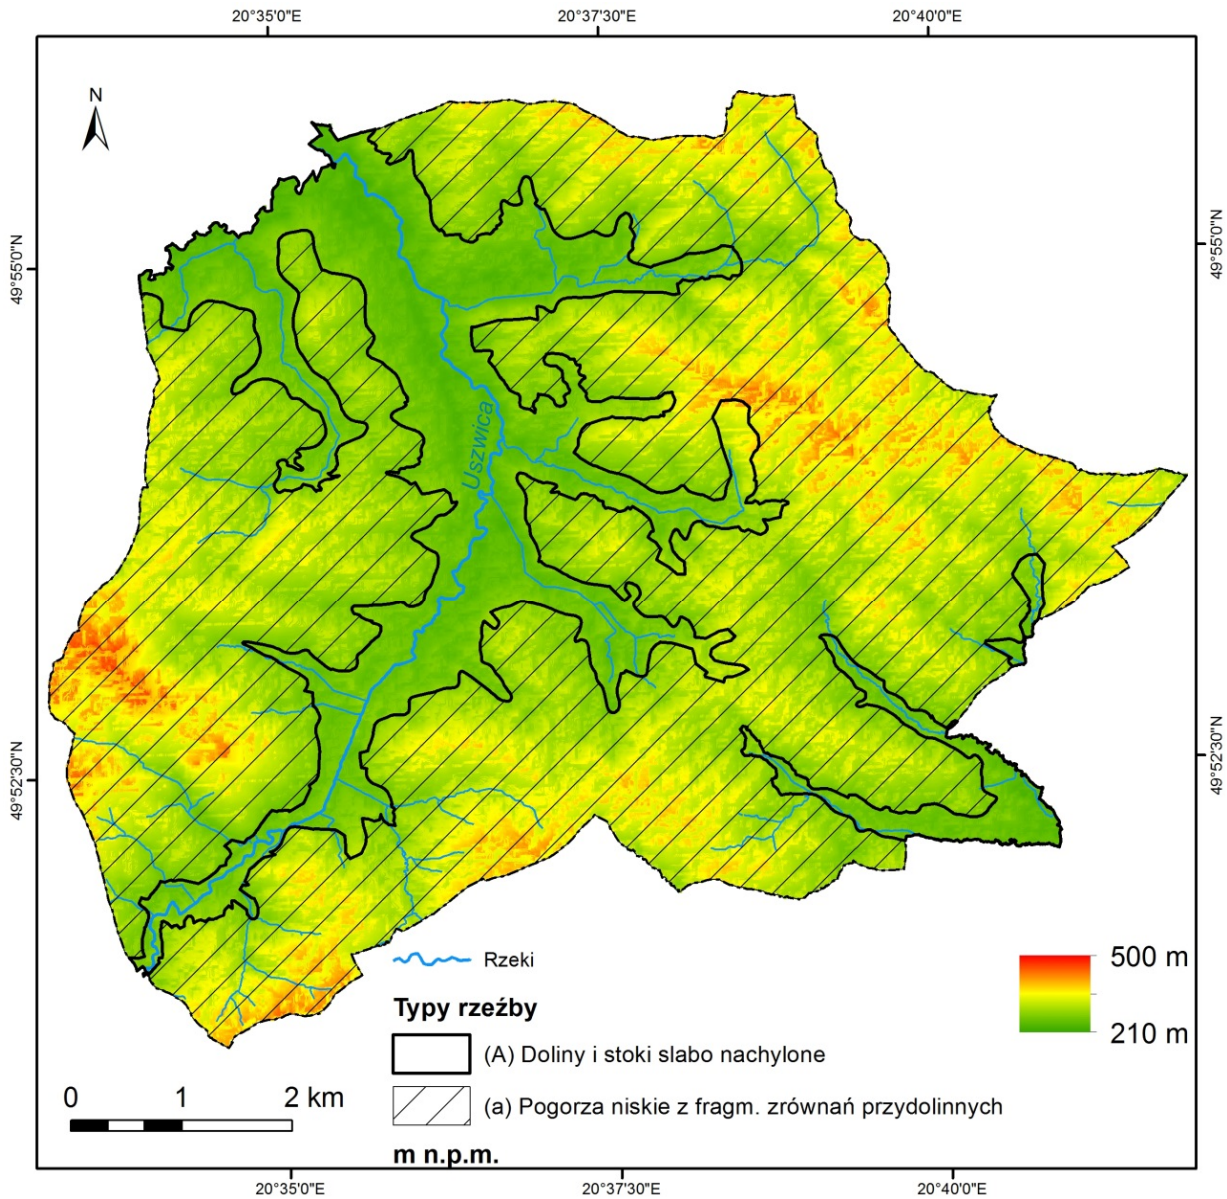 20°35'0"E
20°37'30"E
20°40'0"E
N
49°55'0"N
49°55'0"N
Uszwica
49°52'30"N
49°52'30"N
Rzeki
500 m
Typy rzeźby
210 m
(A) Doliny i stoki slabo nachylone
0 1 2 km
(a) Pogorza niskie z fragm. zrównań przydolinnych
m n.p.m.
20°35'0"E
20°37'30"E
20°40'0"E